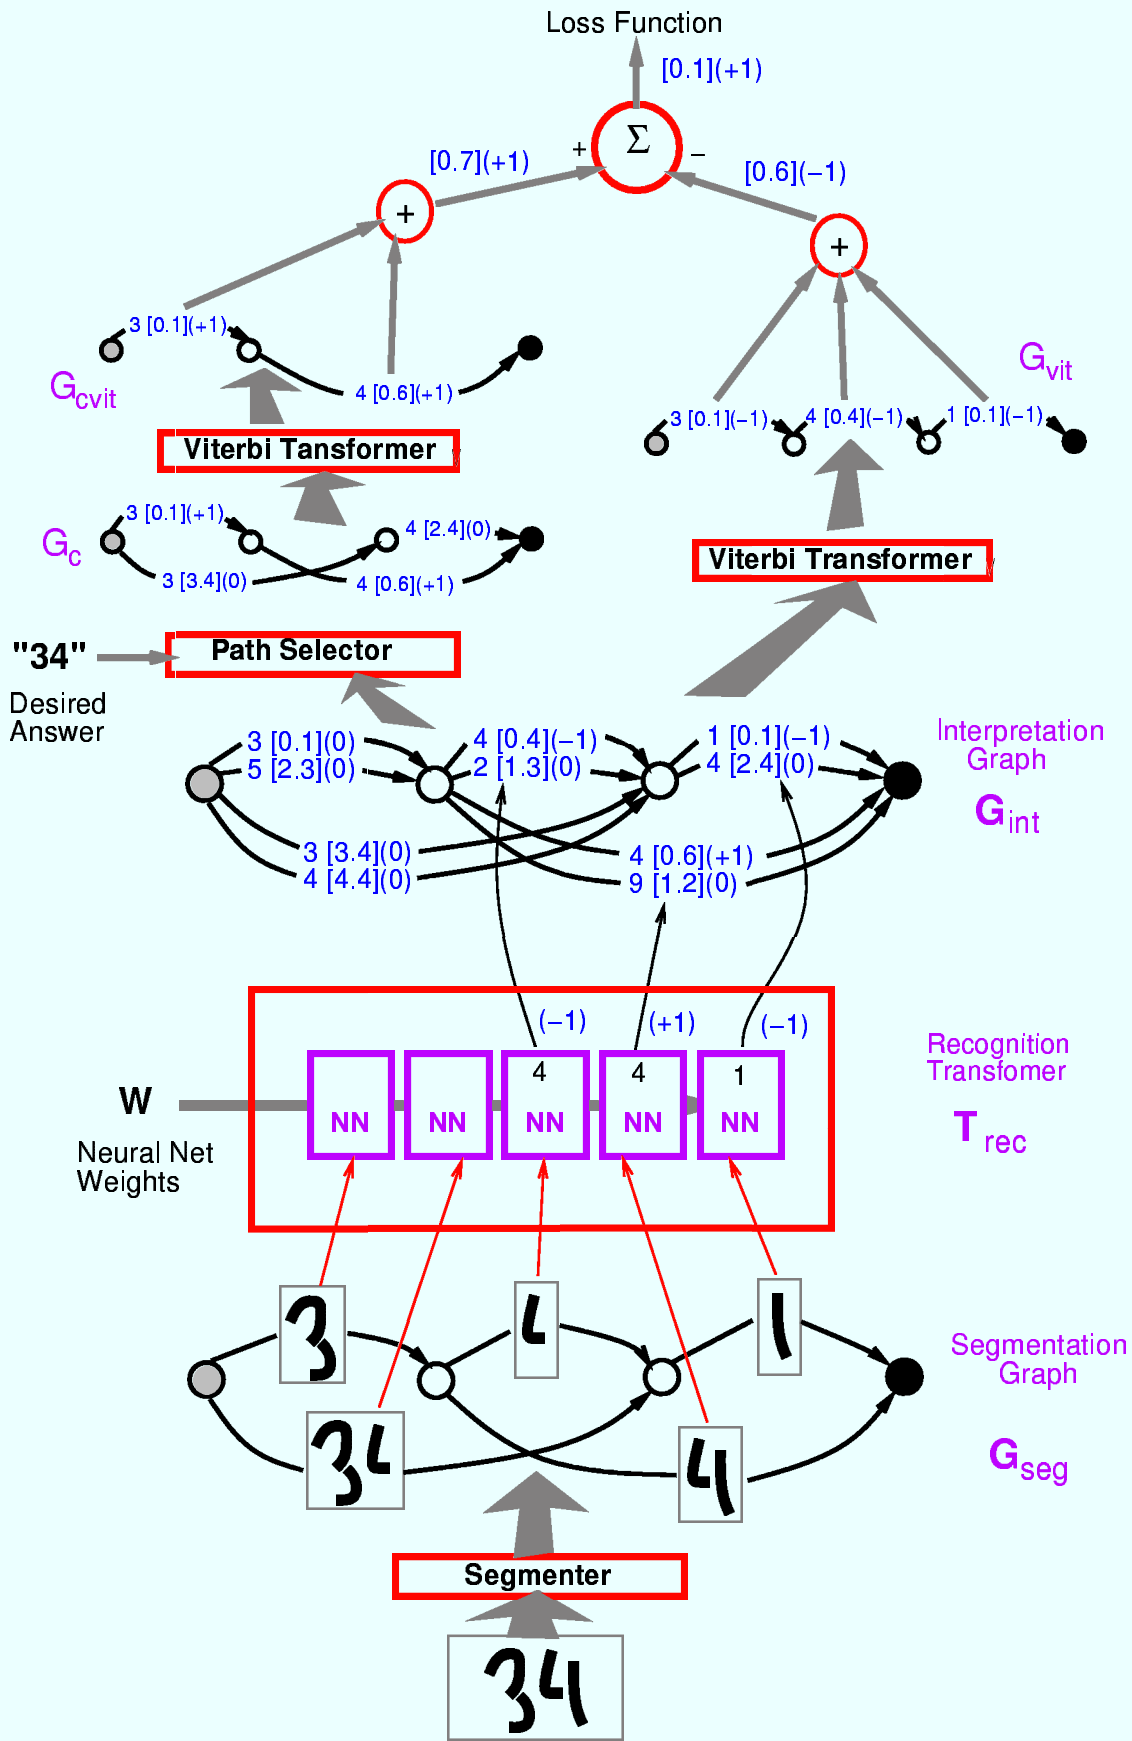 Loss Function
[0.1](+1)
Σ
+
−
[0.7](+1)
[0.6](−1)
+
+
3 [0.1](+1)
4 [0.6](+1)
Gcvit
Gvit
3 [0.1](−1)
4 [0.4](−1)
1 [0.1](−1)
Viterbi Tansformer
3 [0.1](+1)
4 [2.4](0)
Gc
3 [3.4](0)
4 [0.6](+1)
Viterbi Transformer
"34"
Path Selector
Desired
Answer
3 [0.1](0)
5 [2.3](0)
4 [0.4](−1)
2 [1.3](0)
1 [0.1](−1)
4 [2.4](0)
Interpretation
Graph
Gint
3 [3.4](0)
4 [4.4](0)
4 [0.6](+1)
9 [1.2](0)
(−1)
(+1)
(−1)
Recognition
Transfomer
Trec
4
4
1
W
NN
NN
NN
NN
NN
Neural Net
Weights
3
4
1
Segmentation
Graph
Gseg
34
4
Segmenter
34